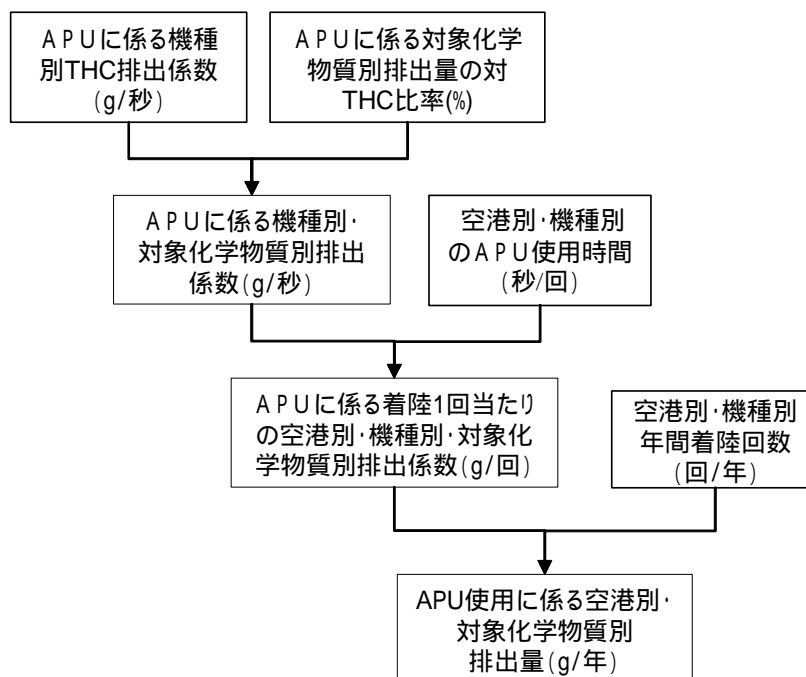 ＡＰＵに係る機種
別THC排出係数
(g/秒)
ＡＰＵに係る対象化学
物質別排出量の対
THC比率(%)
ＡＰＵに係る機種別・
対象化学物質別排出
係数(g/秒)
空港別・機種別
のＡＰＵ使用時間
(秒/回)
ＡＰＵに係る着陸1回当たり
の空港別・機種別・対象化
学物質別排出係数(g/回)
空港別・機種別
年間着陸回数
(回/年)
APU使用に係る空港別・
対象化学物質別
排出量(g/年)